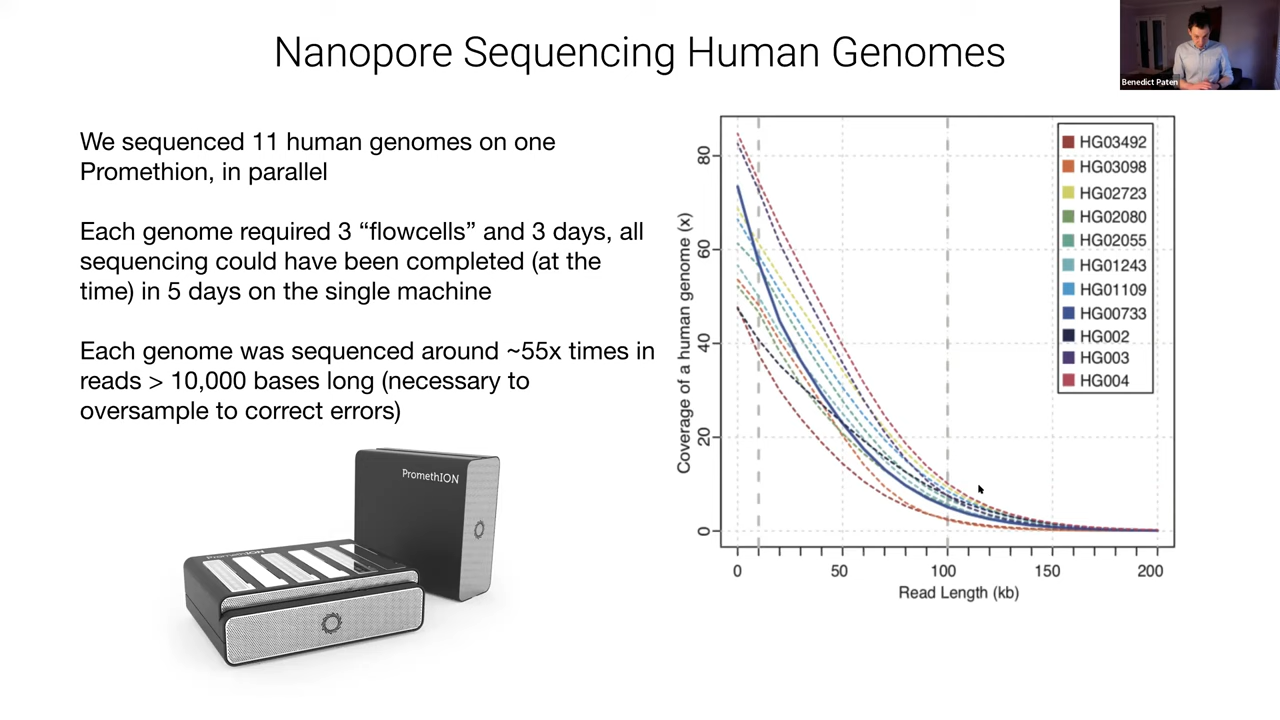 Nanopore Sequencing Human Genomes
Benedict Paten
We sequenced 11 human genomes on one
Promethion, in parallel
Each genome required 3 “flowcells” and 3 days, all
sequencing could have been completed (at the
time) in 5 days on the single machine
Each genome was sequenced around ~55x times in
reads > 10,000 bases long (necessary to
oversample to correct errors)
PromethION
PromethION
Coverage of a human genome (x)
80
60
40
20
0
HG03492
HG03098
HG02723
HG02080
HG02055
HG01243
HG01109
HG00733
HG002
HG003
HG004
0 50 100 150 200
Read Length (kb)